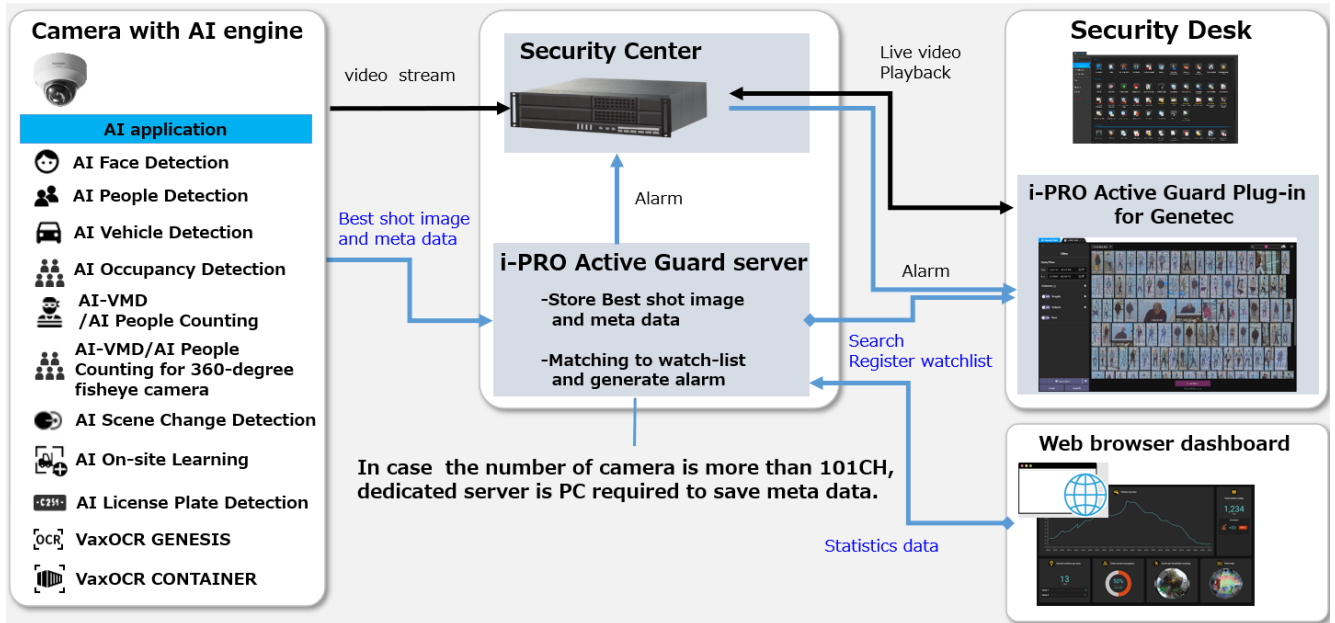 Camera with AI engine
AI application
AI Face Detection
AI People Detection
AI Vehicle Detection
AI Occupancy Detection
AI-VMD
/AI People Counting
AI-VMD/AI People
Counting for 360-degree
fisheye camera
AI Scene Change Detection
AI On-site Learning
AI License Plate Detection
OCR
VaxOCR GENESIS
VaxOCR CONTAINER
video stream
Best shot image
and meta data
Security Center
Alarm
i-PRO Active Guard server
-Store Best shot image
and meta data
-Matching to watch-list
and generate alarm
In case the number of camera is more than 101CH,
dedicated server is PC required to save meta data.
Live video
Playback
Alarm
Search
Register watchlist
Statistics data
Security Desk
i-PRO Active Guard Plug-in
for Genetec
Web browser dashboard
1,234
13